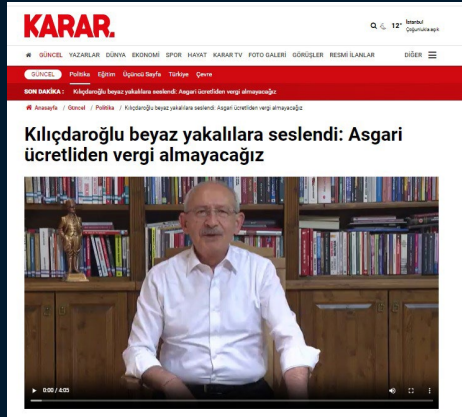 KARAR.
12° İstanbul
Çoğunlukla açık
GÜNCEL YAZARLAR DÜNYA EKONOMİ SPOR HAYAT KARAR TV FOTO GALERİ GÖRÜŞLER RESMİ İLANLAR DİĞER
GÜNCEL Politika Eğitim Üçüncü Sayfa Türkiye Çevre
SON DAKİKA : Kılıçdaroğlu beyaz yakalılara seslendi: Asgari ücretliden vergi almayacağız
Anasayfa / Güncel / Politika / Kılıçdaroğlu beyaz yakalılara seslendi: Asgari ücretliden vergi almayacağız
Kılıçdaroğlu beyaz yakalılara seslendi: Asgari
ücretliden vergi almayacağız
0:00 / 4:05